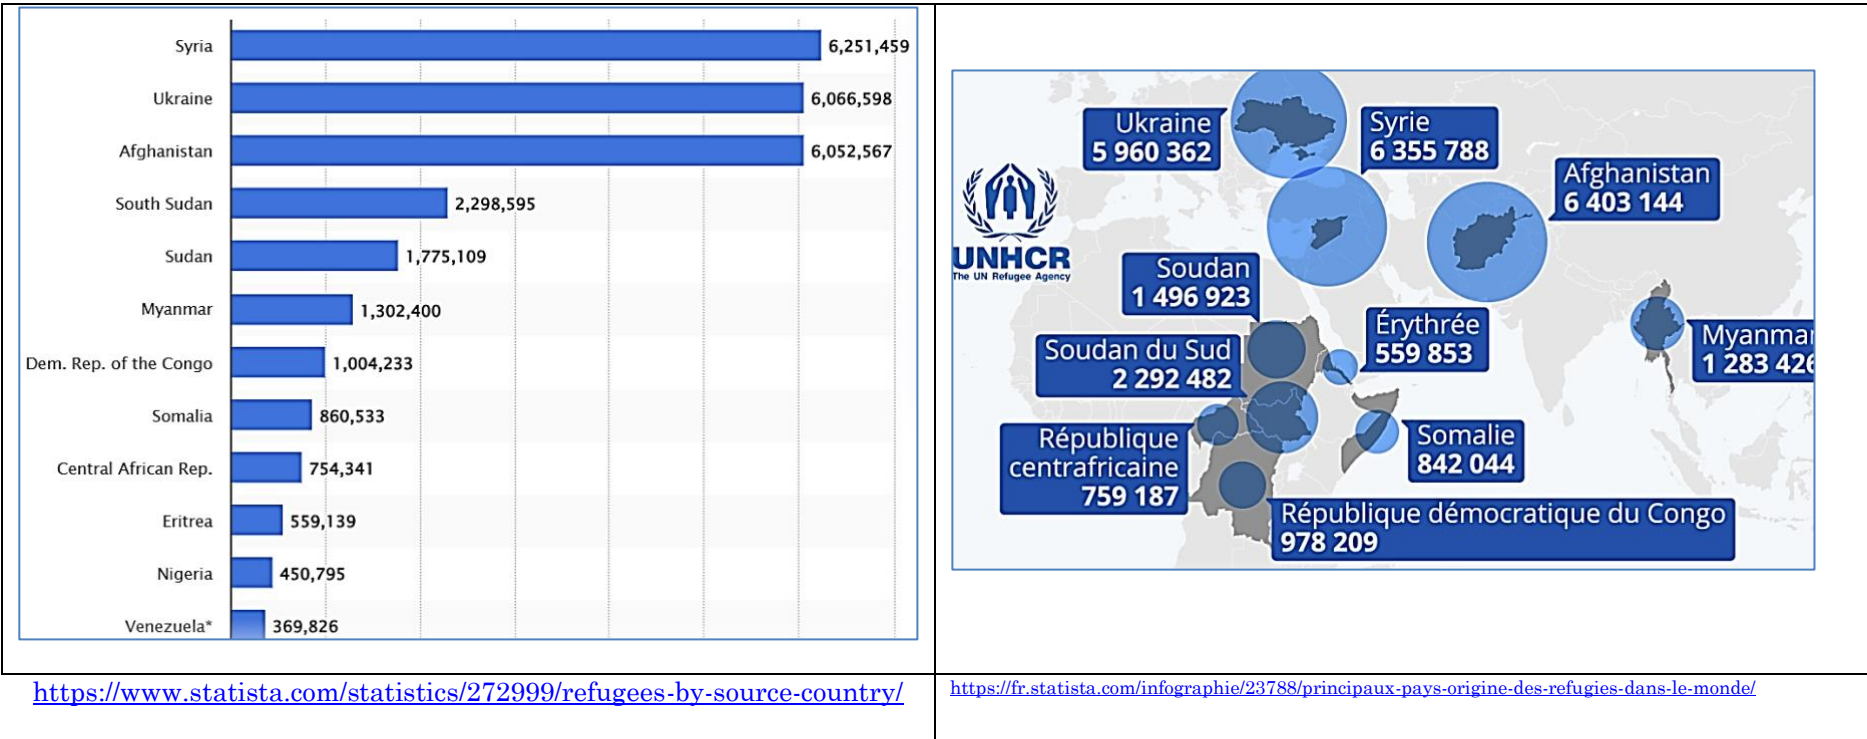 Syria 6,251,459
Ukraine 6,066,598
Afghanistan 6,052,567
South Sudan 2,298,595
Sudan 1,775,109
Myanmar 1,302,400
Dem. Rep. of the Congo 1,004,233
Somalia 860,533
Central African Rep. 754,341
Eritrea 559,139
Nigeria 450,795
Venezuela* 369,826
https://www.statista.com/statistics/272999/refugees-by-source-country/
Ukraine
5 960 362
Syrie
6 355 788
Afghanistan
6 403 144
UNHCR
The UN Refugee Agency
Soudan
1 496 923
Érythrée
559 853
Soudan du Sud
2 292 482
Myanmar
1 283 426
République
centrafricaine
759 187
Somalie
842 044
République démocratique du Congo
978 209
https://fr.statista.com/infographie/23788/principaux-pays-origine-des-refugies-dans-le-monde/